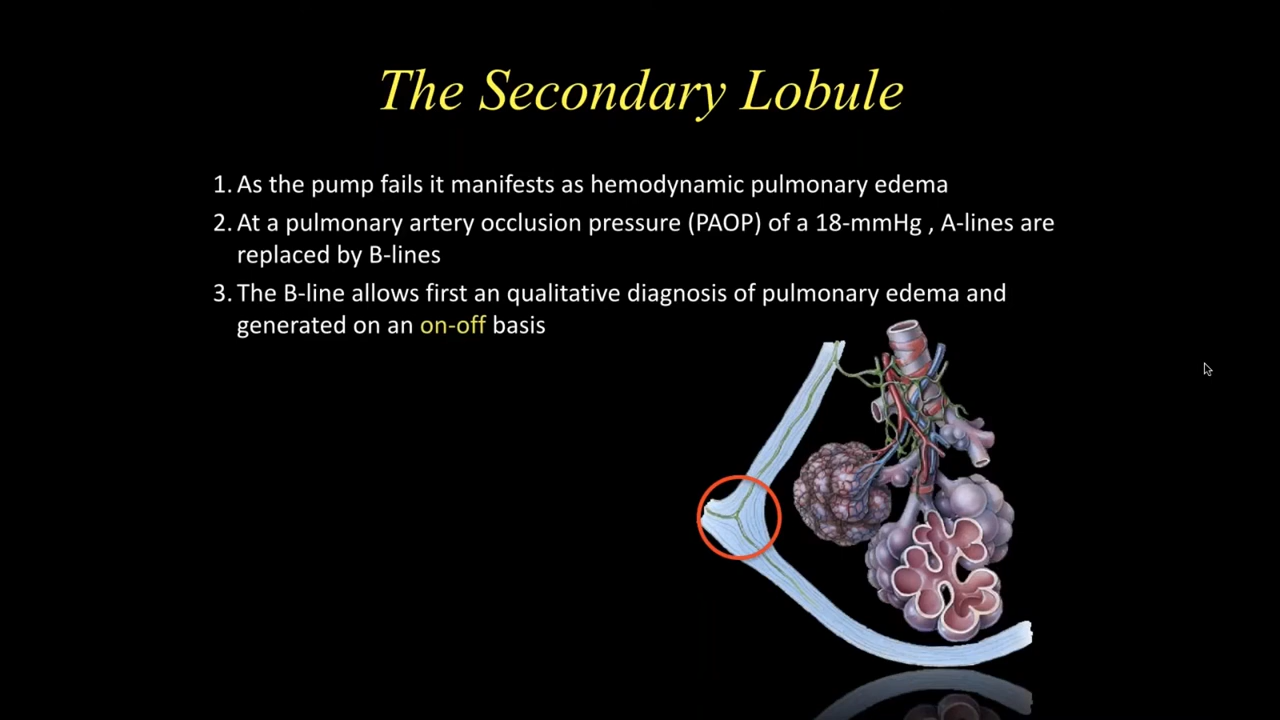 The Secondary Lobule
1. As the pump fails it manifests as hemodynamic pulmonary edema
2. At a pulmonary artery occlusion pressure (PAOP) of a 18-mmHg , A-lines are
replaced by B-lines
3. The B-line allows first an qualitative diagnosis of pulmonary edema and
generated on an on-off basis